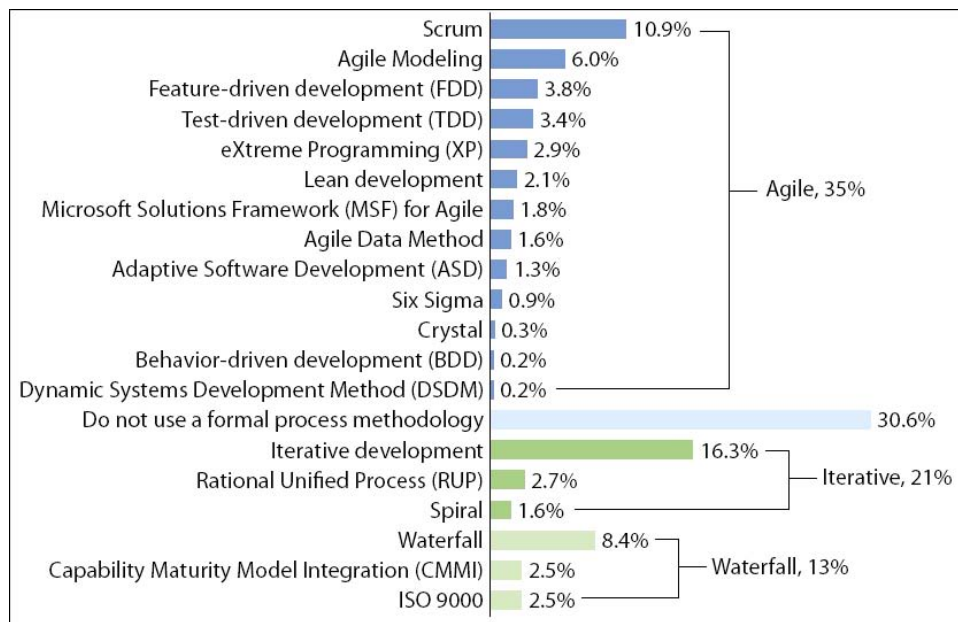 Scrum 10.9%
Agile Modeling 6.0%
Feature-driven development (FDD) 3.8%
Test-driven development (TDD) 3.4%
eXtreme Programming (XP) 2.9%
Lean development 2.1%
Microsoft Solutions Framework (MSF) for Agile 1.8%
Agile, 35%
Agile Data Method 1.6%
Adaptive Software Development (ASD) 1.3%
Six Sigma 0.9%
Crystal 0.3%
Behavior-driven development (BDD) 0.2%
Dynamic Systems Development Method (DSDM) 0.2%
Do not use a formal process methodology 30.6%
Iterative development 16.3%
Rational Unified Process (RUP) 2.7%
Iterative, 21%
Spiral 1.6%
Waterfall 8.4%
Capability Maturity Model Integration (CMMI) 2.5%
Waterfall, 13%
ISO 9000 2.5%